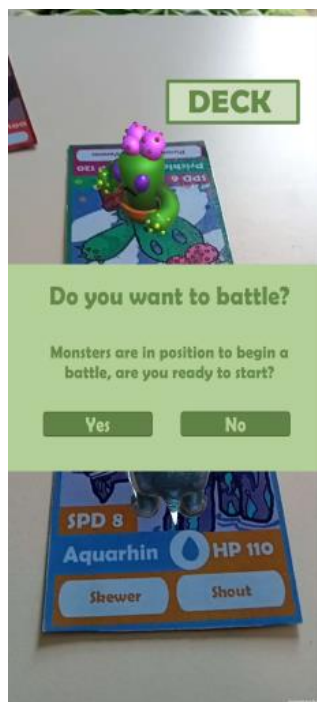 DECK
120
SPD 6
Do you want to battle?
Monsters are in position to begin a
battle, are you ready to start?
Yes No
SPD 8
Aquarhin HP 110
Skewer Shout